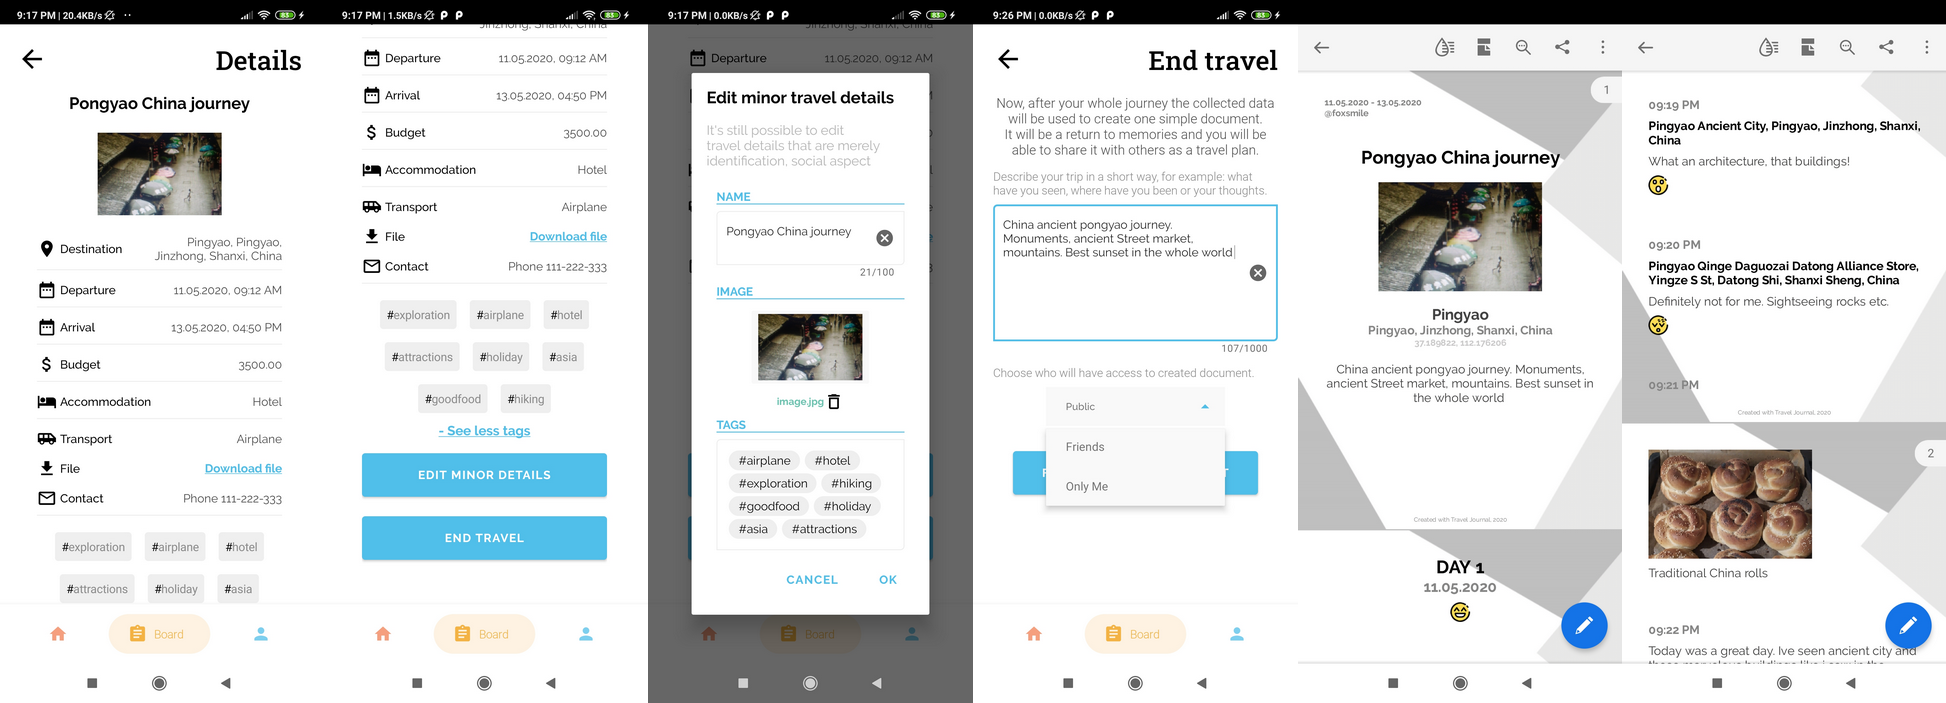 9:17 PM | 20.4KB/s
83
Details
Pongyao China journey
Destination
Pingyao, Pingyao,
Jinzhong, Shanxi, China
Departure
11.05.2020, 09:12 AM
Arrival
13.05.2020, 04:50 PM
Budget
3500.00
Accommodation
Hotel
Transport
Airplane
File
Download file
Contact
Phone 111-222-333
#exploration
#airplane
#hotel
#attractions
#holiday
#asia
Board
9:17 PM | 1.5KB/s
83
Jinzhong, Shanxi, China
Departure
11.05.2020, 09:12 AM
Arrival
13.05.2020, 04:50 PM
Budget
3500.00
Accommodation
Hotel
Transport
Airplane
File
Download file
Contact
Phone 111-222-333
#exploration
#airplane
#hotel
#attractions
#holiday
#asia
#goodfood
#hiking
- See less tags
EDIT MINOR DETAILS
END TRAVEL
Board
9:17 PM | 0.0KB/s
83
Jinzhong, Shanxi, China
Departure
11.05.2020, 09:12 AM
Edit minor travel details
It's still possible to edit
travel details that are merely
identification, social aspect
NAME
Pongyao China journey
21/100
IMAGE
image.jpg
TAGS
#airplane
#hotel
#exploration
#hiking
#goodfood
#holiday
#asia
#attractions
CANCEL
OK
Board
9:26 PM | 0.0KB/s
83
End travel
Now, after your whole journey the collected data
will be used to create one simple document.
It will be a return to memories and you will be
able to share it with others as a travel plan.
Describe your trip in a short way, for example: what
have you seen, where have you been or your thoughts.
China ancient pongyao journey.
Monuments, ancient Street market,
mountains. Best sunset in the whole world
107/1000
Choose who will have access to created document.
Public
Friends
Only Me
Board
1
11.05.2020 - 13.05.2020
@foxsmile
Pongyao China journey
Pingyao
Pingyao, Jinzhong, Shanxi, China
37.189822, 112.176206
China ancient pongyao journey. Monuments,
ancient Street market, mountains. Best sunset in
the whole world
Created with Travel Journal, 2020
DAY 1
11.05.2020
09:19 PM
Pingyao Ancient City, Pingyao, Jinzhong, Shanxi,
China
What an architecture, that buildings!
09:20 PM
Pingyao Qinge Daguozai Datong Alliance Store,
Yingze S St, Datong Shi, Shanxi Sheng, China
Definitely not for me. Sightseeing rocks etc.
09:21 PM
Created with Travel Journal, 2020
2
Traditional China rolls
09:22 PM
Today was a great day. Ive seen ancient city and